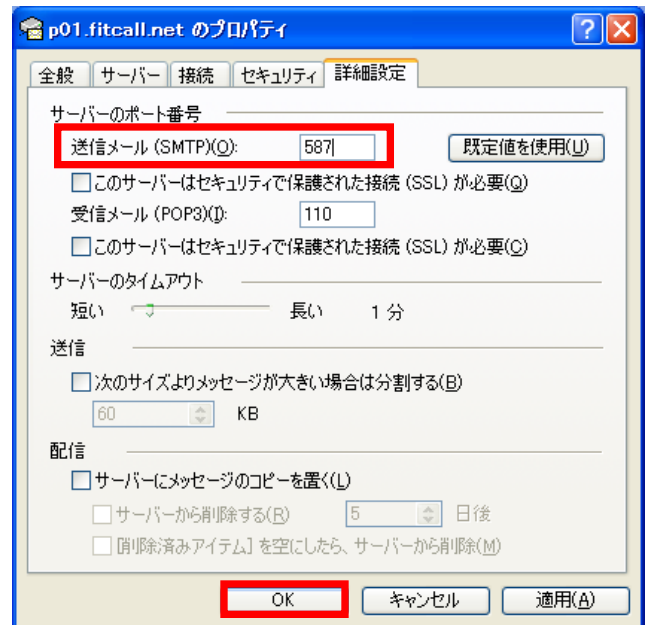 p01.fitcall.net のプロパティ
全般 サーバー 接続 セキュリティ 詳細設定
サーバーのポート番号
送信メール (SMTP)(O): 587 既定値を使用(U)
このサーバーはセキュリティで保護された接続 (SSL) が必要(Q)
受信メール (POP3)(I): 110
このサーバーはセキュリティで保護された接続 (SSL) が必要(C)
サーバーのタイムアウト
短い 長い 1 分
送信
次のサイズよりメッセージが大きい場合は分割する(B)
60 KB
配信
サーバーにメッセージのコピーを置く(L)
サーバーから削除する(R) 5 日後
[削除済みアイテム] を空にしたら、サーバーから削除(M)
OK キャンセル 適用(A)